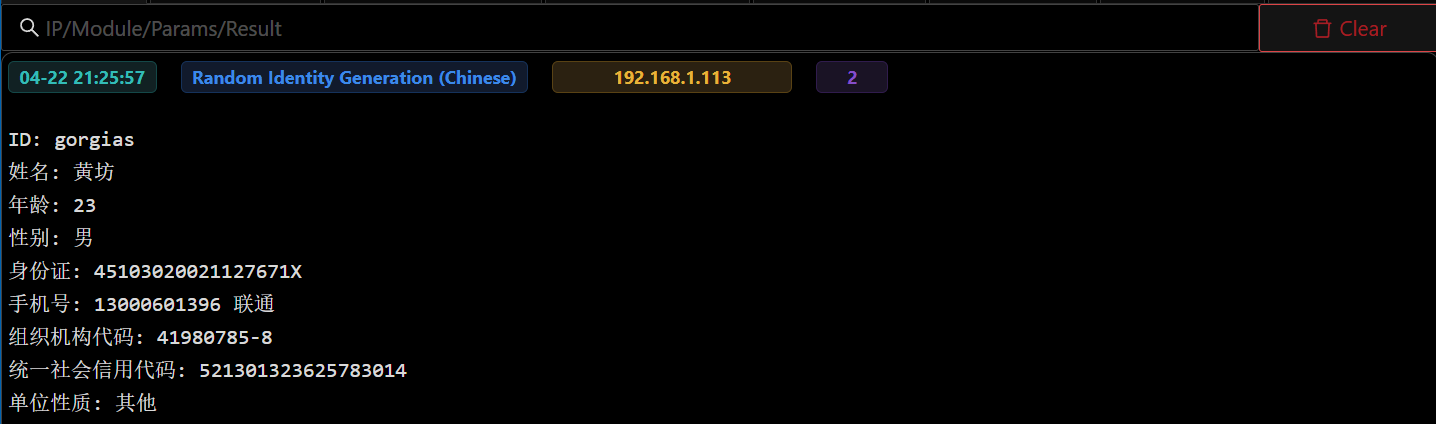 IP/Module/Params/Result
Clear
04-22 21:25:57
Random Identity Generation (Chinese)
192.168.1.113
2
ID: gorgias
姓名: 黄坊
年龄: 23
性别: 男
身份证: 45103020021127671X
手机号: 13000601396 联通
组织机构代码: 41980785-8
统一社会信用代码: 521301323625783014
单位性质: 其他